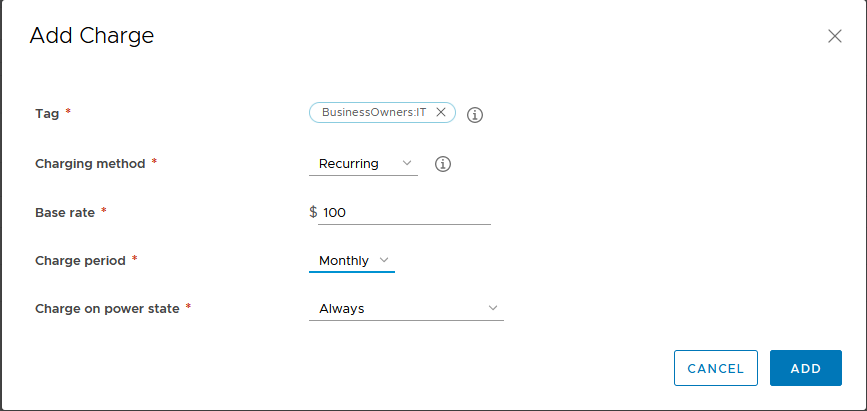 Add Charge
Tag *
BusinessOwners:IT
Charging method *
Recurring
Base rate *
$ 100
Charge period *
Monthly
Charge on power state *
Always
CANCEL
ADD